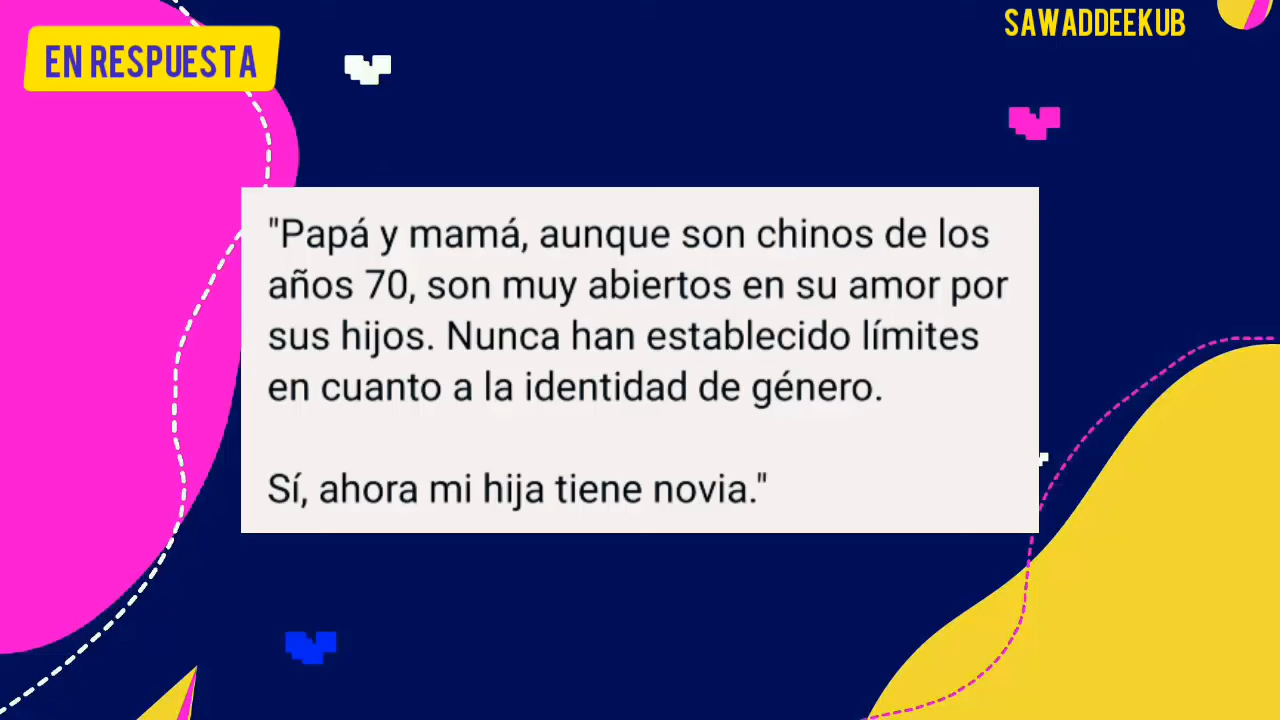 SAWADDEEKUB
EN RESPUESTA
"Papá y mamá, aunque son chinos de los
años 70, son muy abiertos en su amor por
sus hijos. Nunca han establecido límites
en cuanto a la identidad de género.
Sí, ahora mi hija tiene novia."